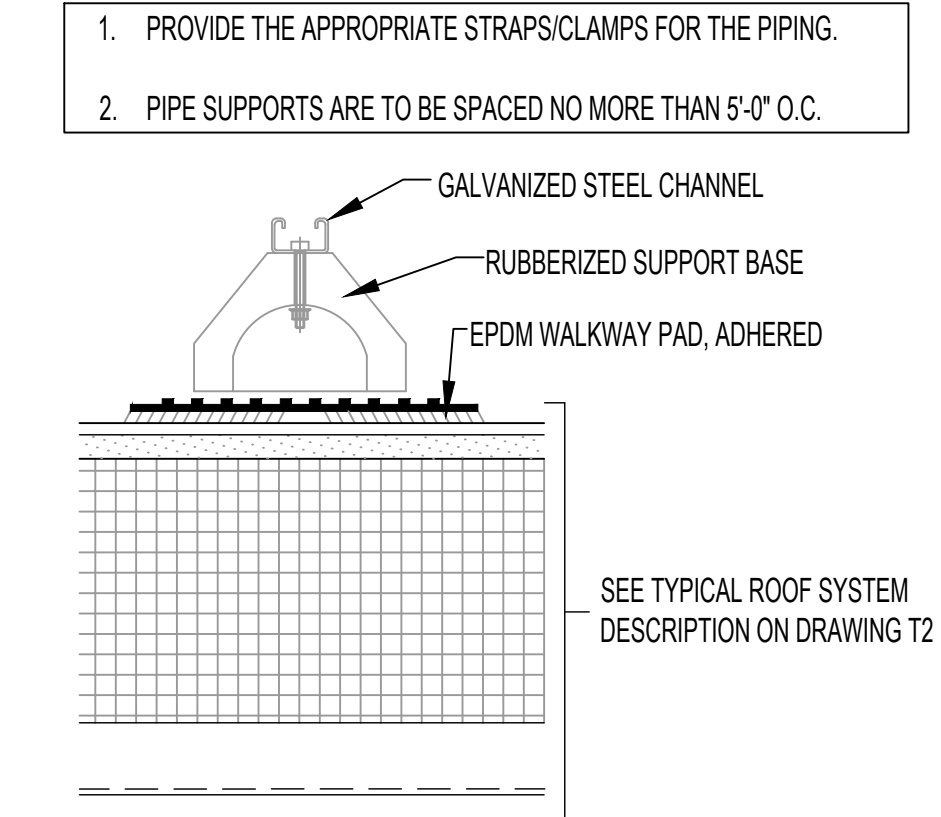 1. PROVIDE THE APPROPRIATE STRAPS/CLAMPS FOR THE PIPING.
2. PIPE SUPPORTS ARE TO BE SPACED NO MORE THAN 5'-0" O.C.
GALVANIZED STEEL CHANNEL
RUBBERIZED SUPPORT BASE
EPDM WALKWAY PAD, ADHERED
SEE TYPICAL ROOF SYSTEM
DESCRIPTION ON DRAWING T2